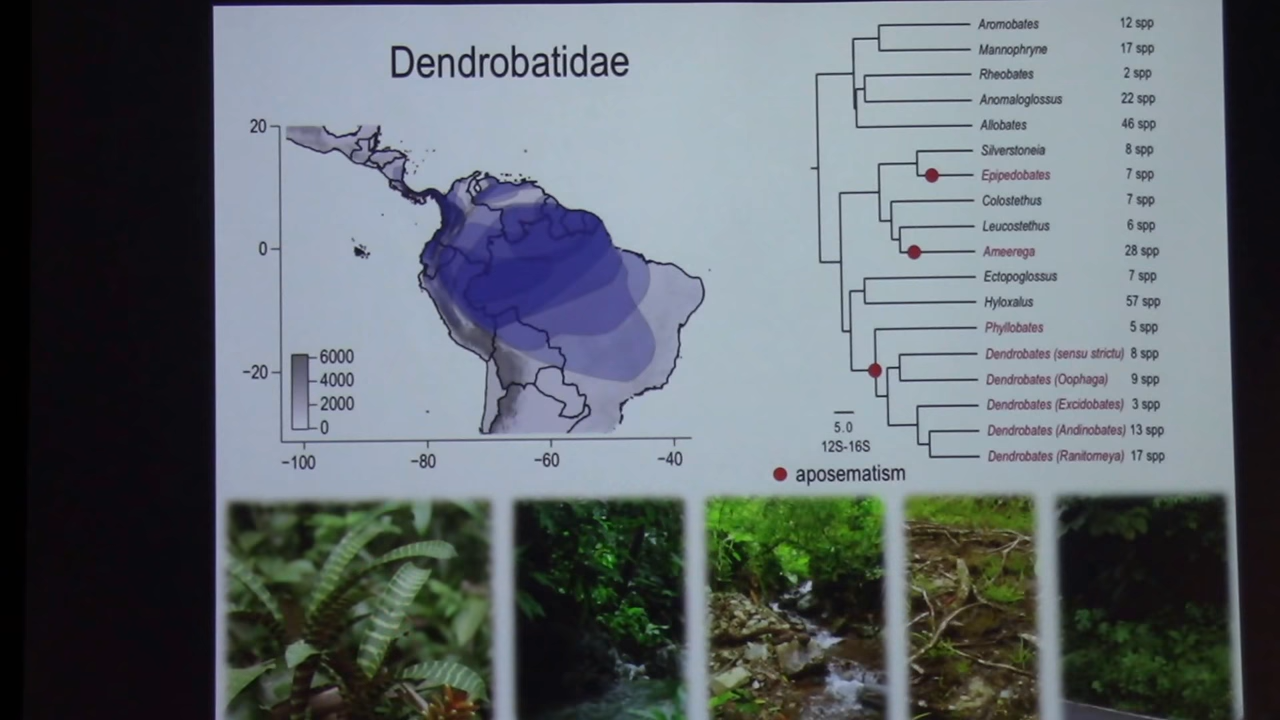 Dendrobatidae
20
0
−20
6000
4000
2000
0
−100
−80
−60
−40
Aromobates 12 spp
Mannophryne 17 spp
Rheobates 2 spp
Anomaloglossus 22 spp
Allobates 46 spp
Silverstoneia 8 spp
Epipedobates 7 spp
Colostethus 7 spp
Leucostethus 6 spp
Ameerega 28 spp
Ectopoglossus 7 spp
Hyloxalus 57 spp
Phyllobates 5 spp
Dendrobates (sensu strictu) 8 spp
Dendrobates (Oophaga) 9 spp
Dendrobates (Excidobates) 3 spp
Dendrobates (Andinobates) 13 spp
Dendrobates (Ranitomeya) 17 spp
5.0
12S-16S
aposematism